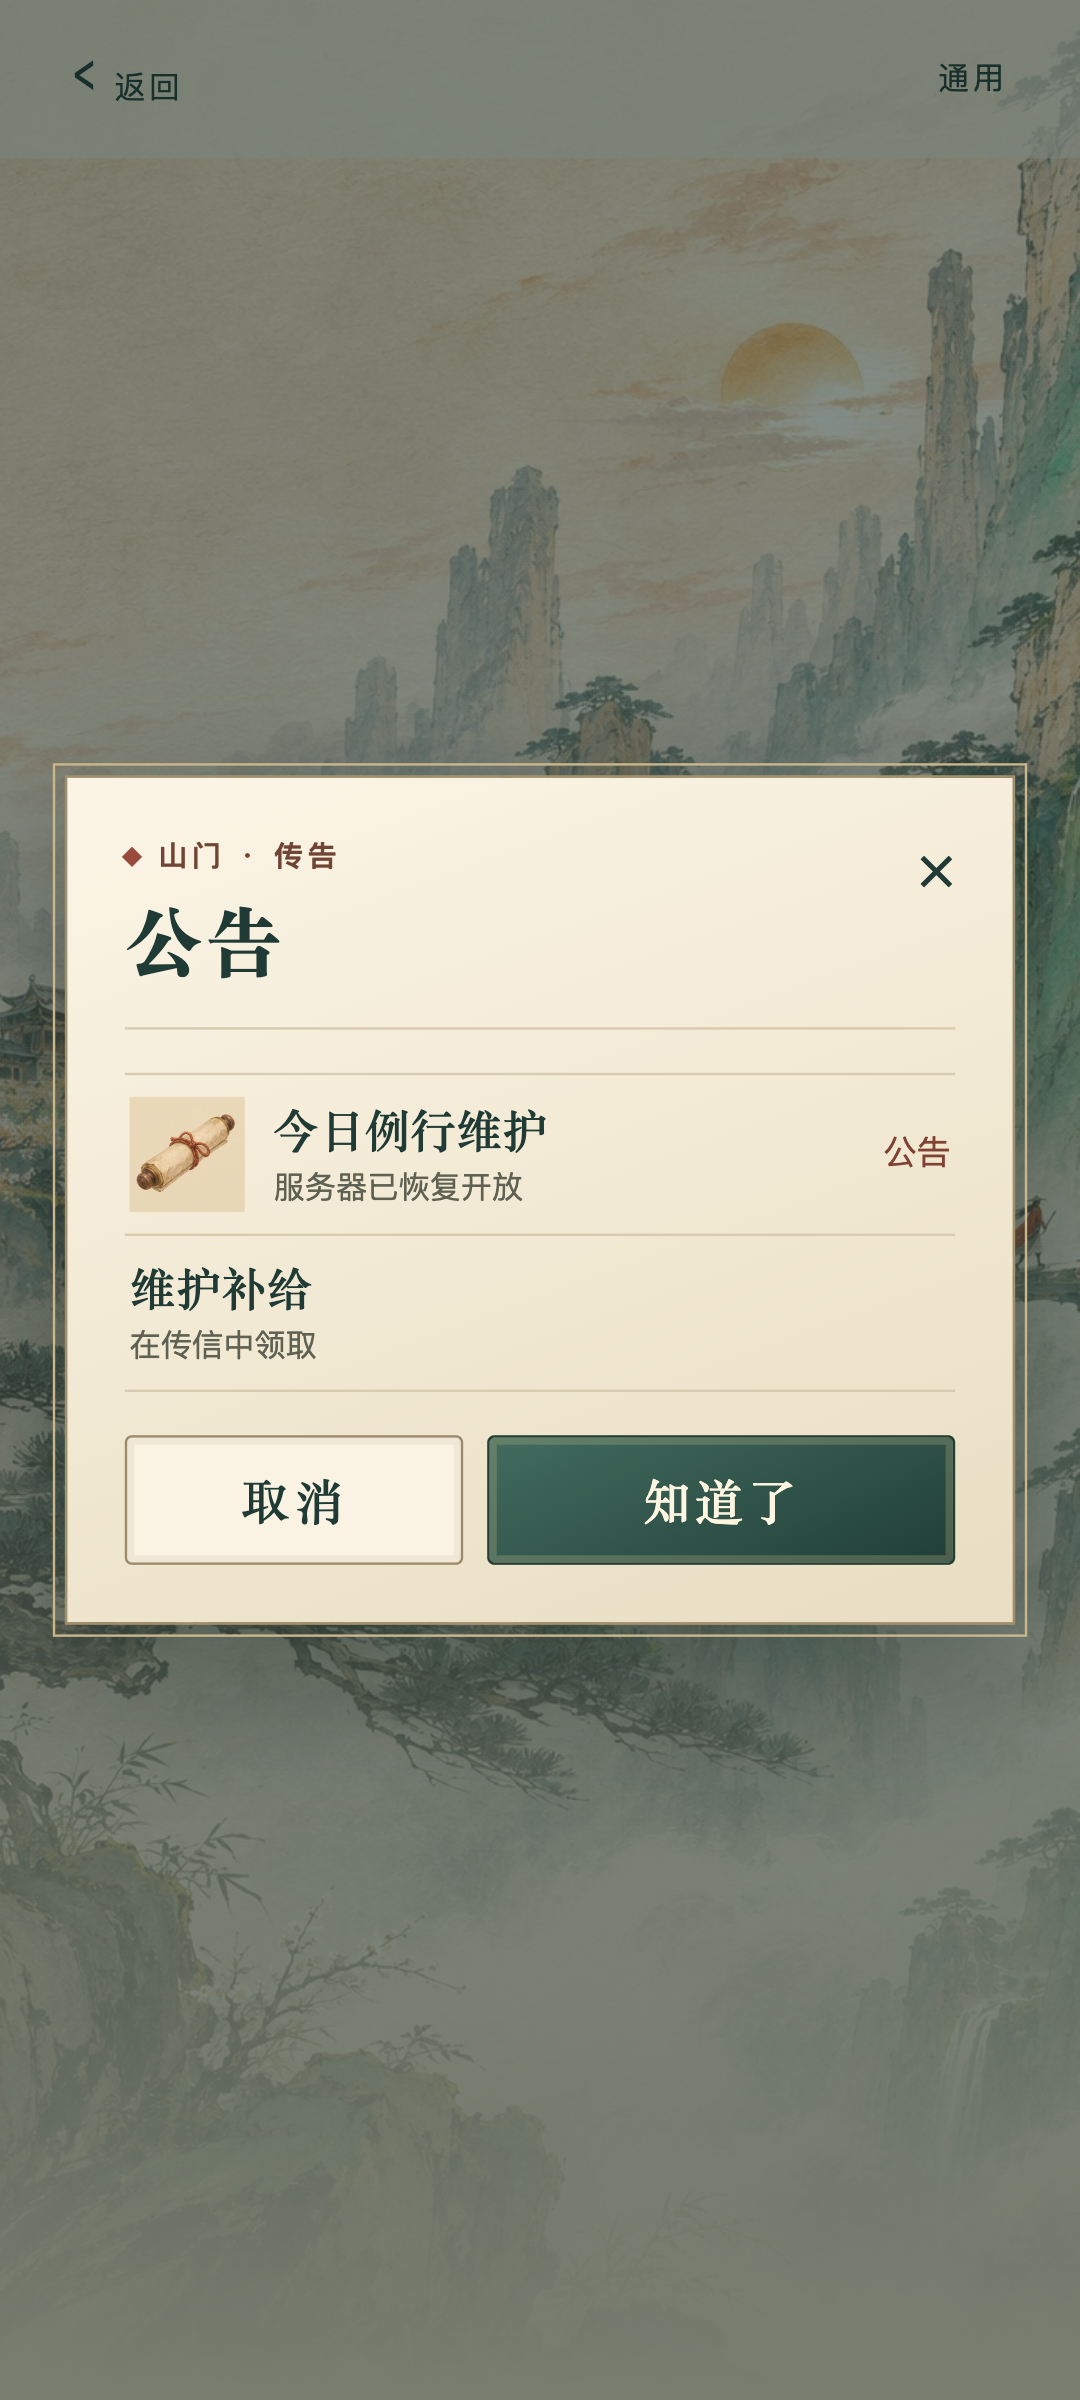 返回
通用
山门 · 传告
公告
今日例行维护
服务器已恢复开放
公告
维护补给
在传信中领取
取消
知道了